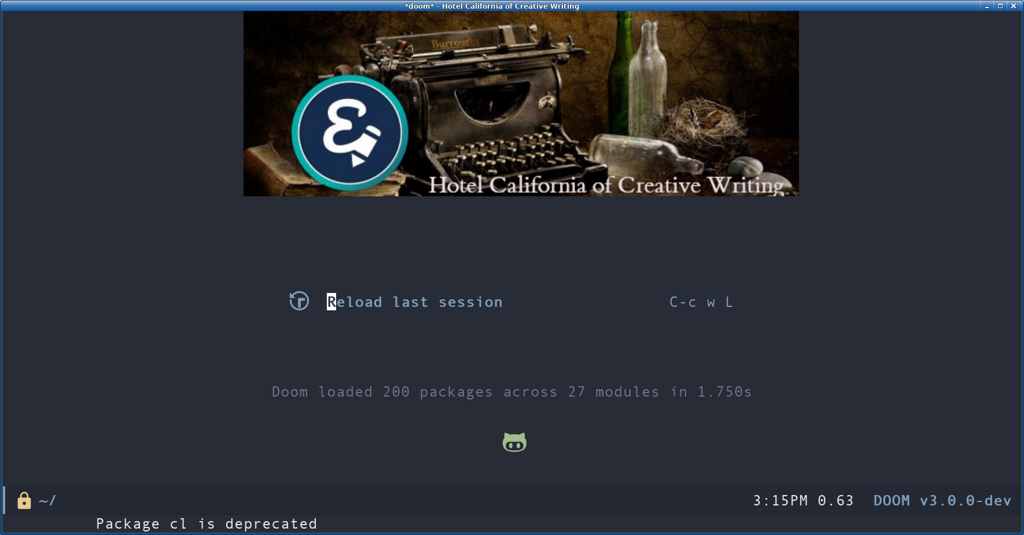 *doom* - Hotel California of Creative Writing
Burroughs
Hotel California of Creative Writing
Reload last session C-c w L
Doom loaded 200 packages across 27 modules in 1.750s
~/ 3:15PM 0.63 DOOM v3.0.0-dev
Package cl is deprecated